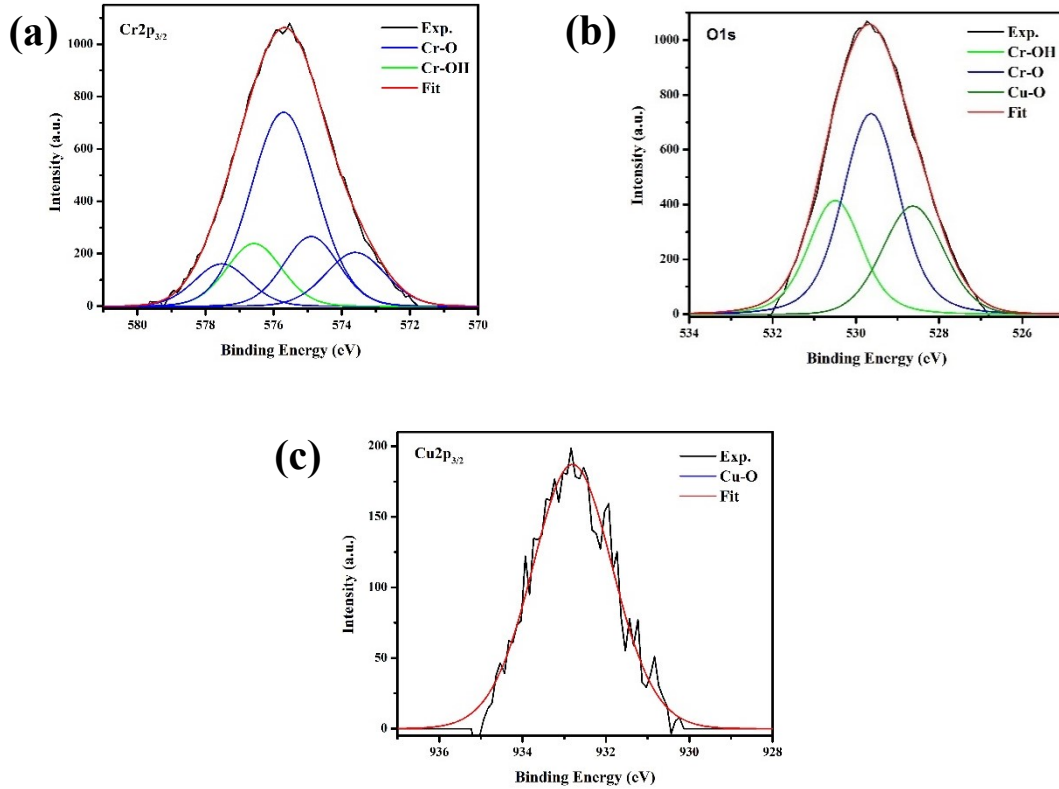 (a)
Cr2p3/2
Exp.
Cr-O
Cr-OH
Fit
Intensity (a.u.)
1000
800
600
400
200
0
580 578 576 574 572 570
Binding Energy (eV)
(b)
O1s
Exp.
Cr-OH
Cr-O
Cu-O
Fit
Intensity (a.u.)
1000
800
600
400
200
0
534 532 530 528 526
Binding Energy (eV)
(c)
Cu2p3/2
Exp.
Cu-O
Fit
Intensity (a.u.)
200
150
100
50
0
936 934 932 930 928
Binding Energy (eV)